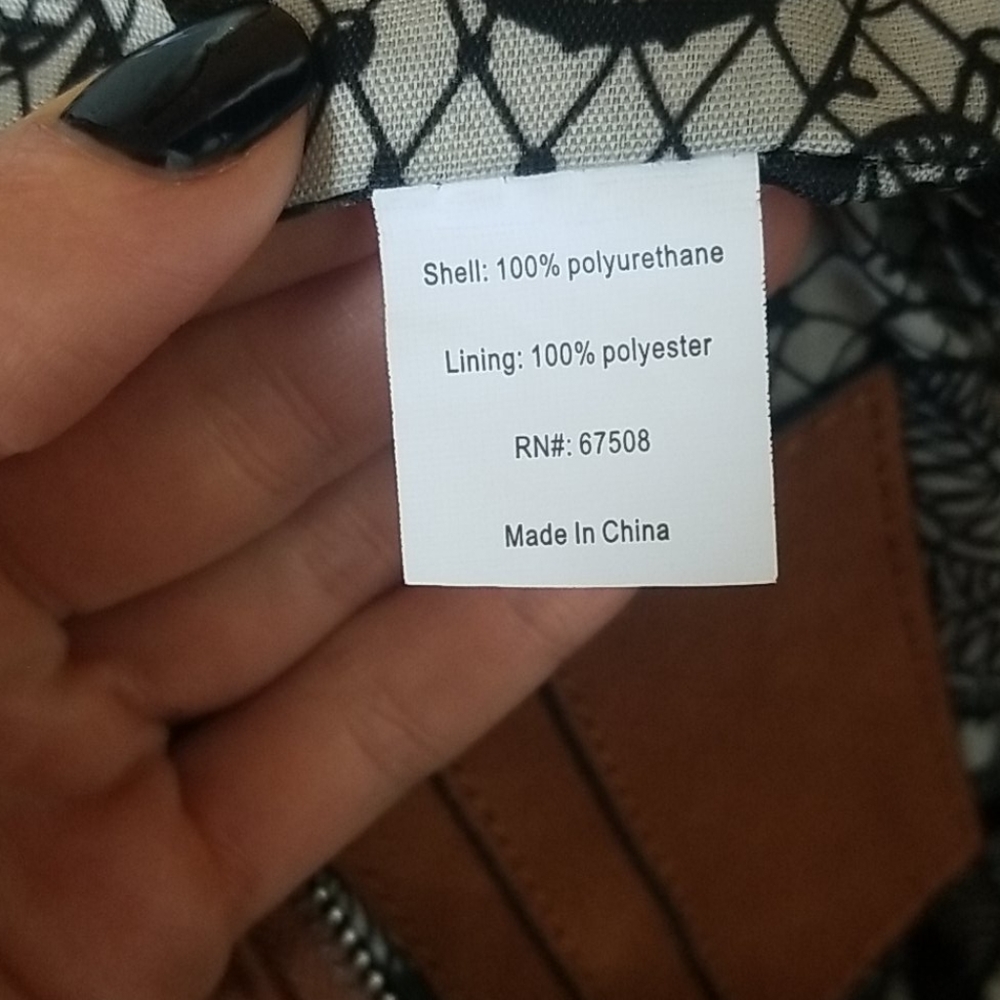 Shell: 100% polyurethane
Lining: 100% polyester
RN#: 67508
Made In China